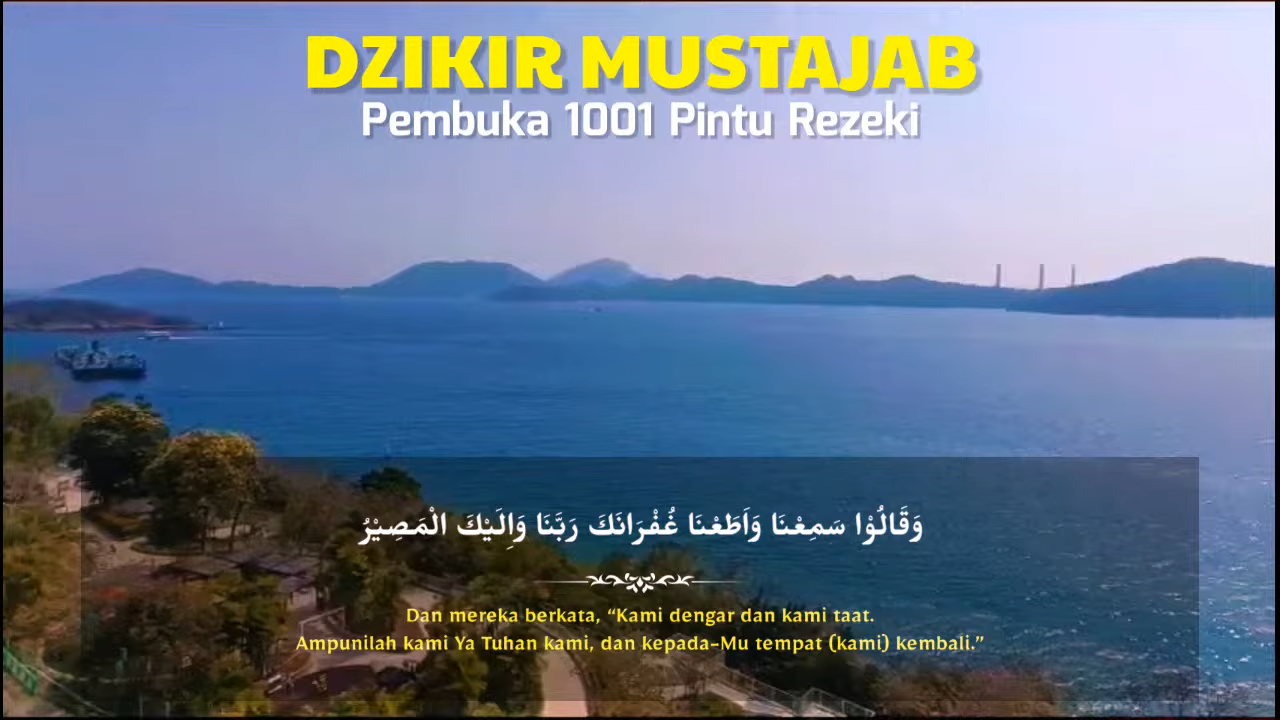 DZIKIR MUSTAJAB
Pembuka 1001 Pintu Rezeki
وَقَالُوْا سَمِعْنَا وَاَطَعْنَا غُفْرَانَكَ رَبَّنَا وَاِلَيْكَ الْمَصِيْرُ
Dan mereka berkata, “Kami dengar dan kami taat.
Ampunilah kami Ya Tuhan kami, dan kepada-Mu tempat (kami) kembali.”